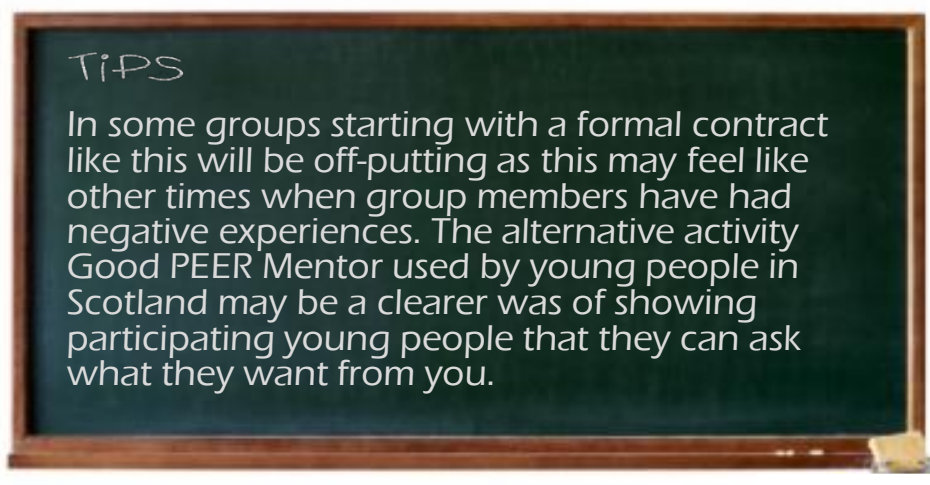 TiPS
In some groups starting with a formal contract
like this will be off-putting as this may feel like
other times when group members have had
negative experiences. The alternative activity
Good PEER Mentor used by young people in
Scotland may be a clearer was of showing
participating young people that they can ask
what they want from you.